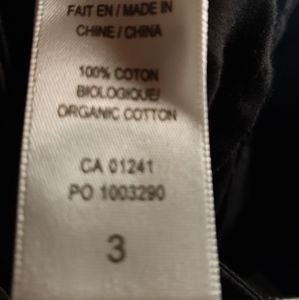 FAIT EN / MADE IN
CHINE / CHINA
100% COTON
BIOLOGIQUE/
ORGANIC COTTON
CA 01241
PO 1003290
3